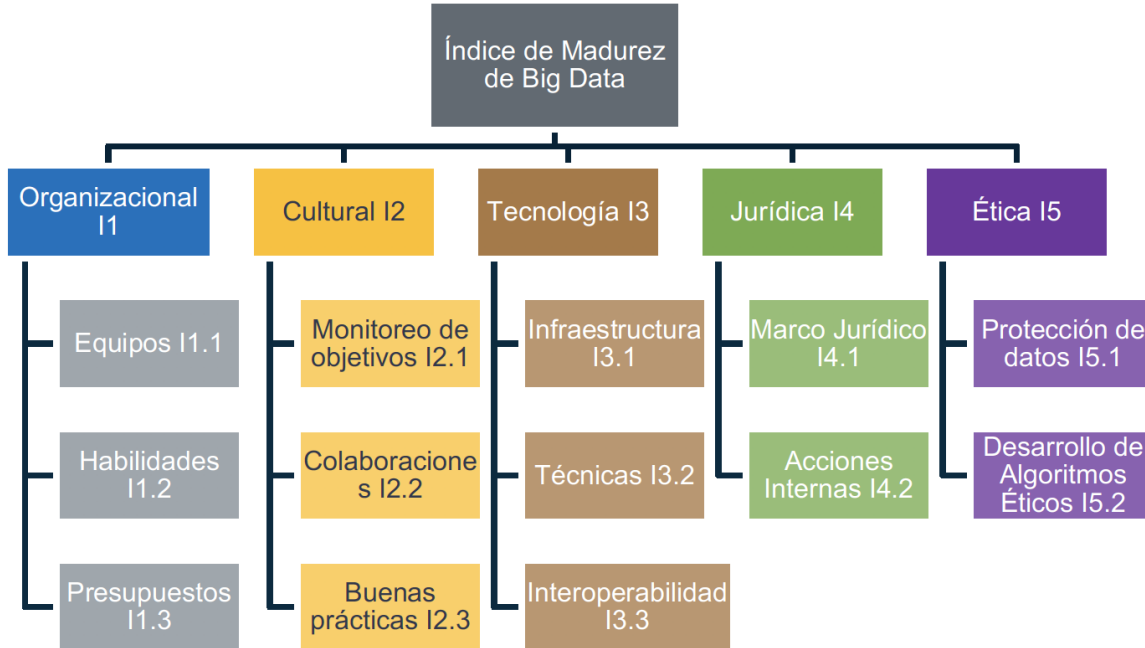 Índice de Madurez
de Big Data
Organizacional
I1
Cultural I2
Tecnología I3
Jurídica I4
Ética I5
Equipos I1.1
Monitoreo de
objetivos I2.1
Infraestructura
I3.1
Marco Jurídico
I4.1
Protección de
datos I5.1
Habilidades
I1.2
Colaboracione
s I2.2
Técnicas I3.2
Acciones
Internas I4.2
Desarrollo de
Algoritmos
Éticos I5.2
Presupuestos
I1.3
Buenas
prácticas I2.3
Interoperabilidad
I3.3